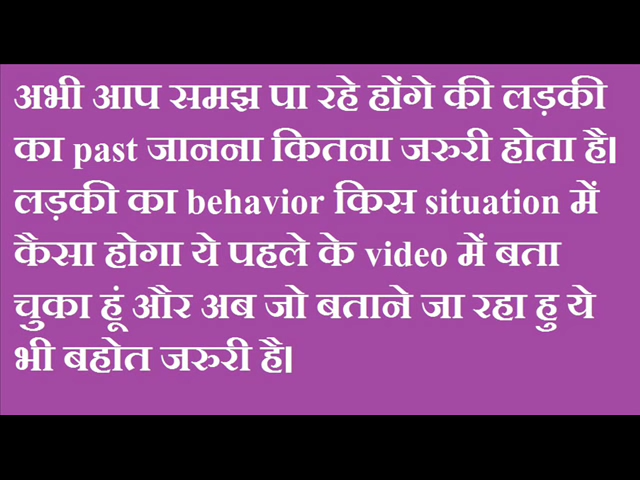 अभी आप समझ पा रहे होंगे की लड़की
का past जानना कितना जरुरी होता है।
लड़की का behavior किस situation में
कैसा होगा ये पहले के video में बता
चुका हूं और अब जो बताने जा रहा हु ये
भी बहोत जरुरी है।